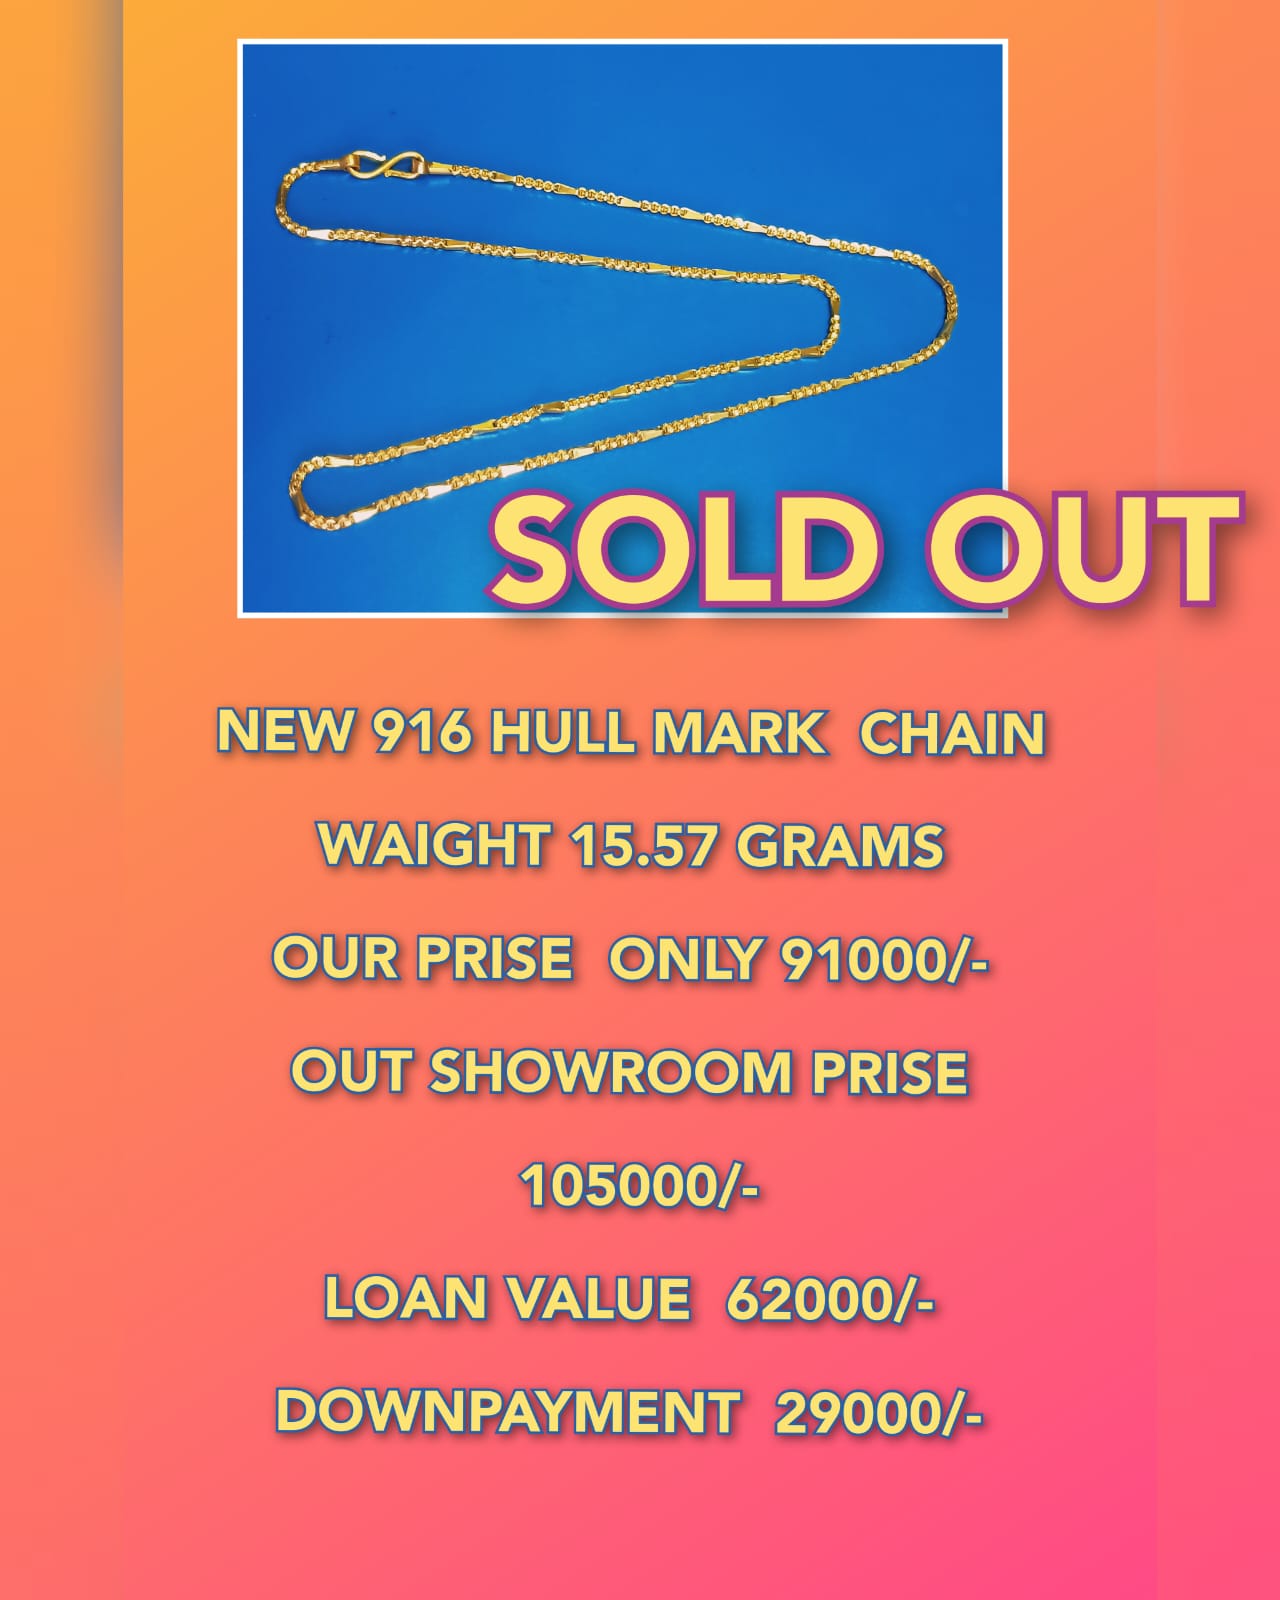 SOLD OUT
NEW 916 HULL MARK CHAIN
WAIGHT 15.57 GRAMS
OUR PRISE ONLY 91000/-
OUT SHOWROOM PRISE
105000/-
LOAN VALUE 62000/-
DOWNPAYMENT 29000/-